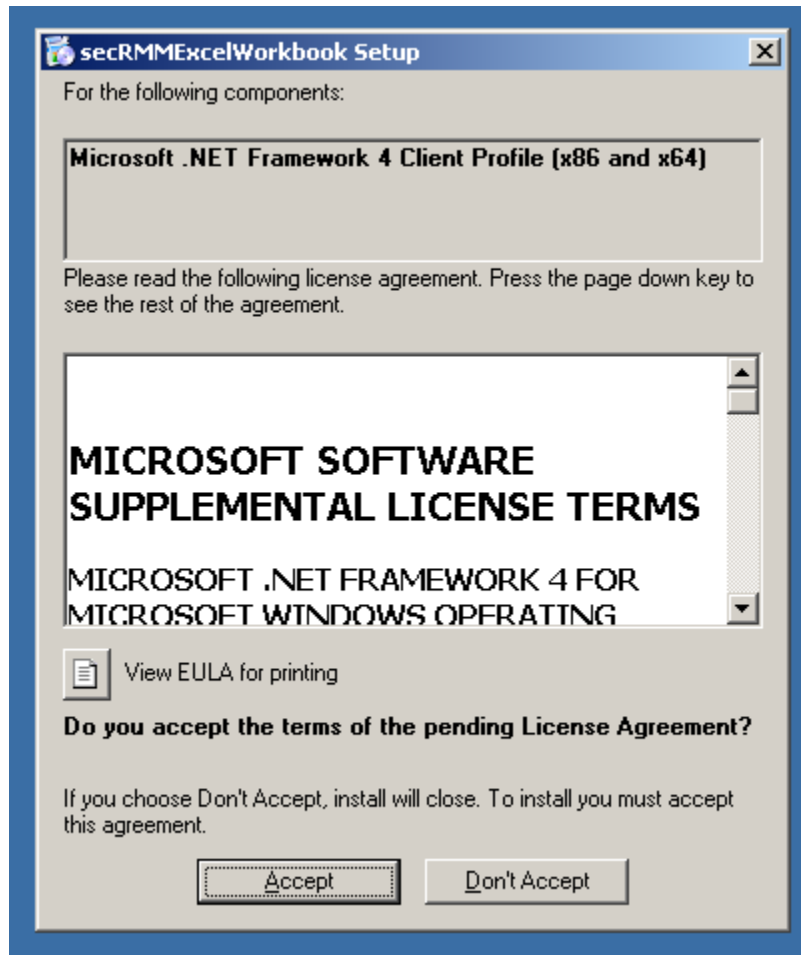 secRMMExcelWorkbook Setup
For the following components:
Microsoft .NET Framework 4 Client Profile (x86 and x64)
Please read the following license agreement. Press the page down key to
see the rest of the agreement.
MICROSOFT SOFTWARE
SUPPLEMENTAL LICENSE TERMS
MICROSOFT .NET FRAMEWORK 4 FOR
MICROSOFT WINDOWS OPERATING
View EULA for printing
Do you accept the terms of the pending License Agreement?
If you choose Don't Accept, install will close. To install you must accept
this agreement.
Accept
Don't Accept